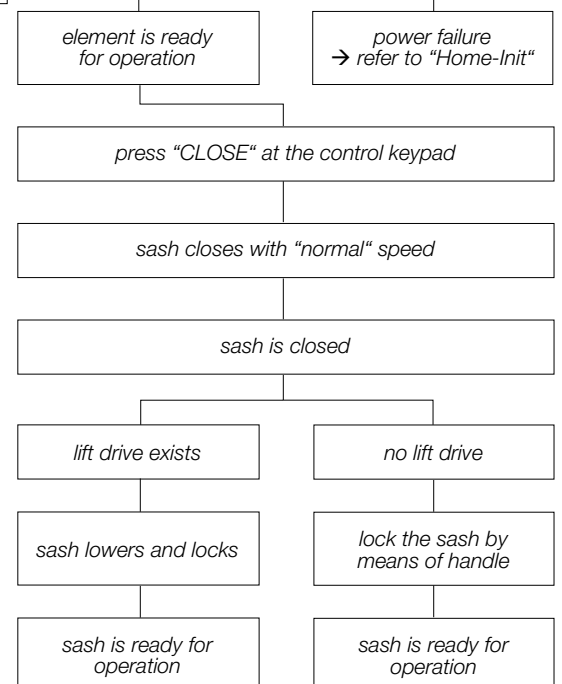 element is ready
for operation
power failure
→ refer to “Home-Init“
press “CLOSE“ at the control keypad
sash closes with “normal“ speed
sash is closed
lift drive exists
no lift drive
sash lowers and locks
lock the sash by
means of handle
sash is ready for
operation
sash is ready for
operation